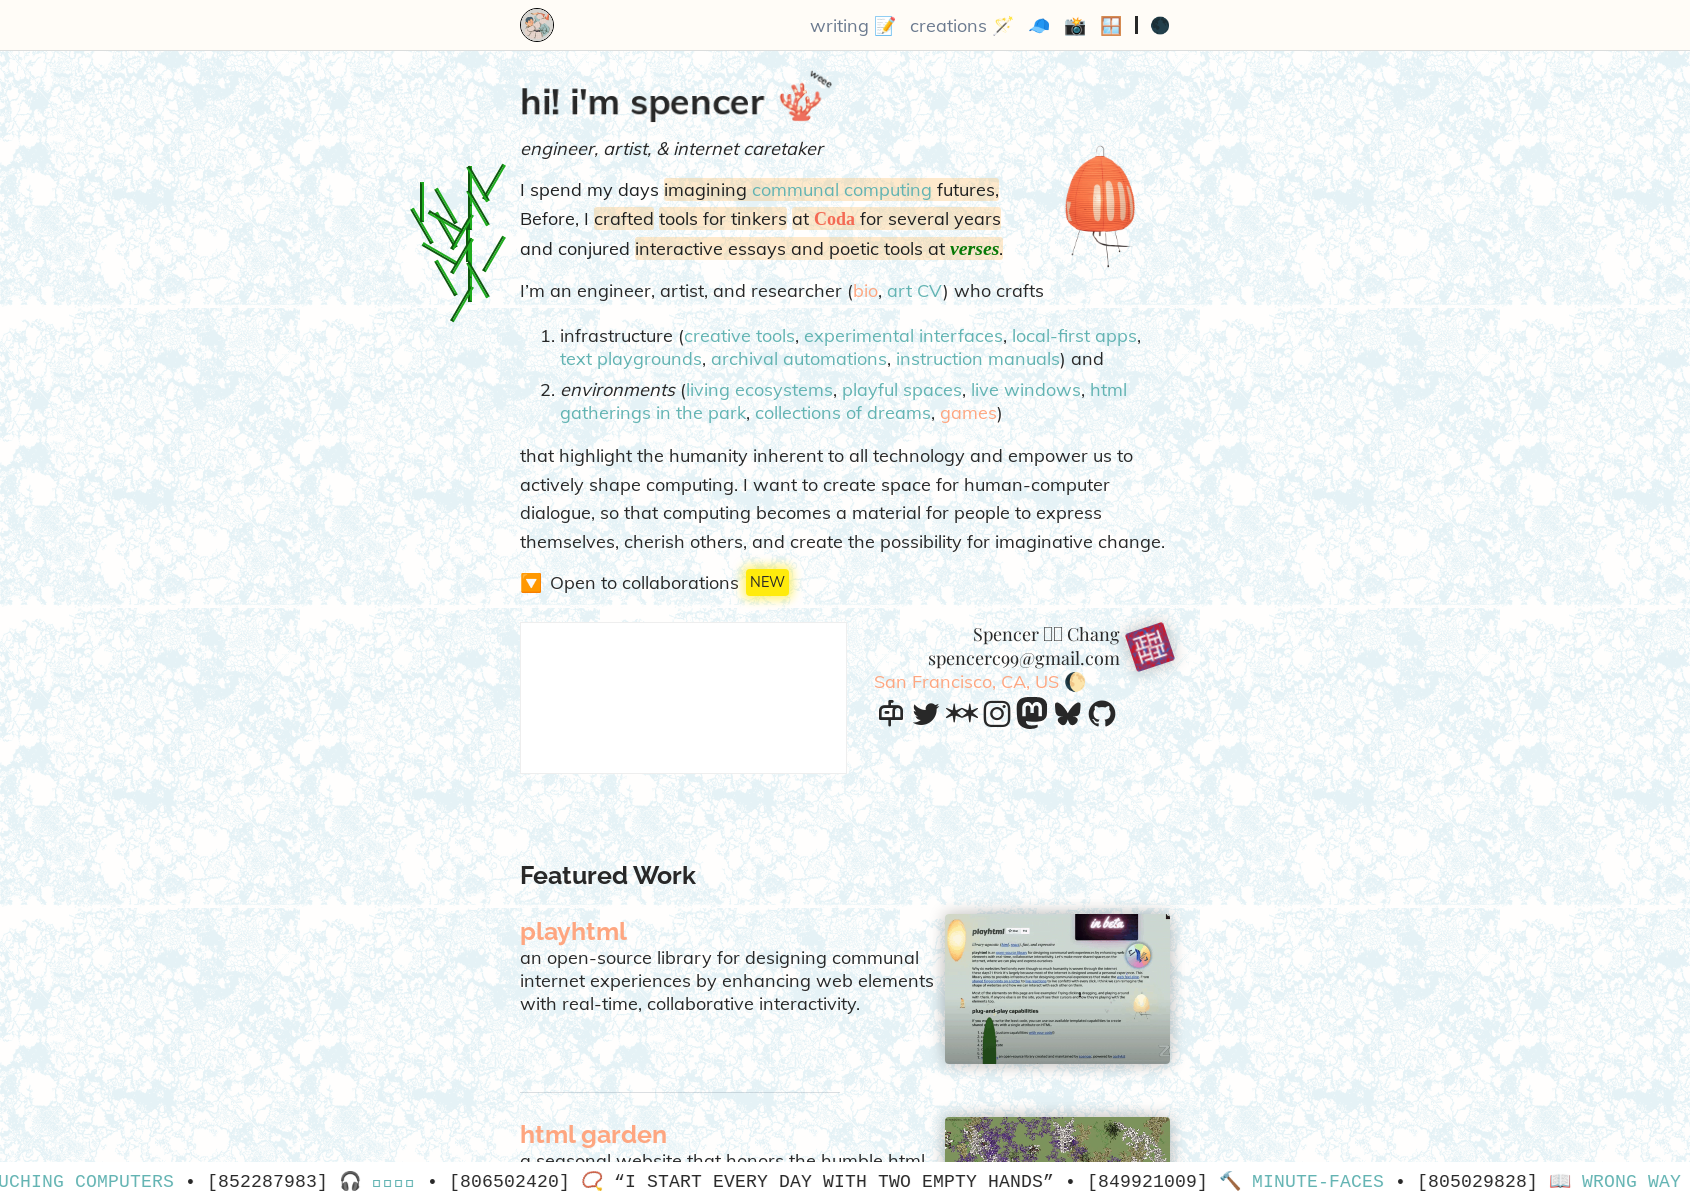 writing 📝 creations 🪄 🧢 📸 🪟 🌑
hi! i'm spencer
weee
engineer, artist, & internet caretaker
I spend my days imagining communal computing futures,
Before, I crafted tools for tinkers at Coda for several years
and conjured interactive essays and poetic tools at verses.
I'm an engineer, artist, and researcher (bio, art CV) who crafts
1. infrastructure (creative tools, experimental interfaces, local-first apps,
text playgrounds, archival automations, instruction manuals) and
2. environments (living ecosystems, playful spaces, live windows, html
gatherings in the park, collections of dreams, games)
that highlight the humanity inherent to all technology and empower us to
actively shape computing. I want to create space for human-computer
dialogue, so that computing becomes a material for people to express
themselves, cherish others, and create the possibility for imaginative change.
🔽 Open to collaborations NEW
Spencer Chang
spencerc99@gmail.com
San Francisco, CA, US 🌔
Featured Work
playhtml
an open-source library for designing communal
internet experiences by enhancing web elements
with real-time, collaborative interactivity.
in beta
playhtml
plug-and-play capabilities
html garden
a seasonal website that honors the humble html
UCHING COMPUTERS • [852287983] 🎧 • [806502420] 📿 “I START EVERY DAY WITH TWO EMPTY HANDS” • [849921009] 🔨 MINUTE-FACES • [805029828] 📖 WRONG WAY